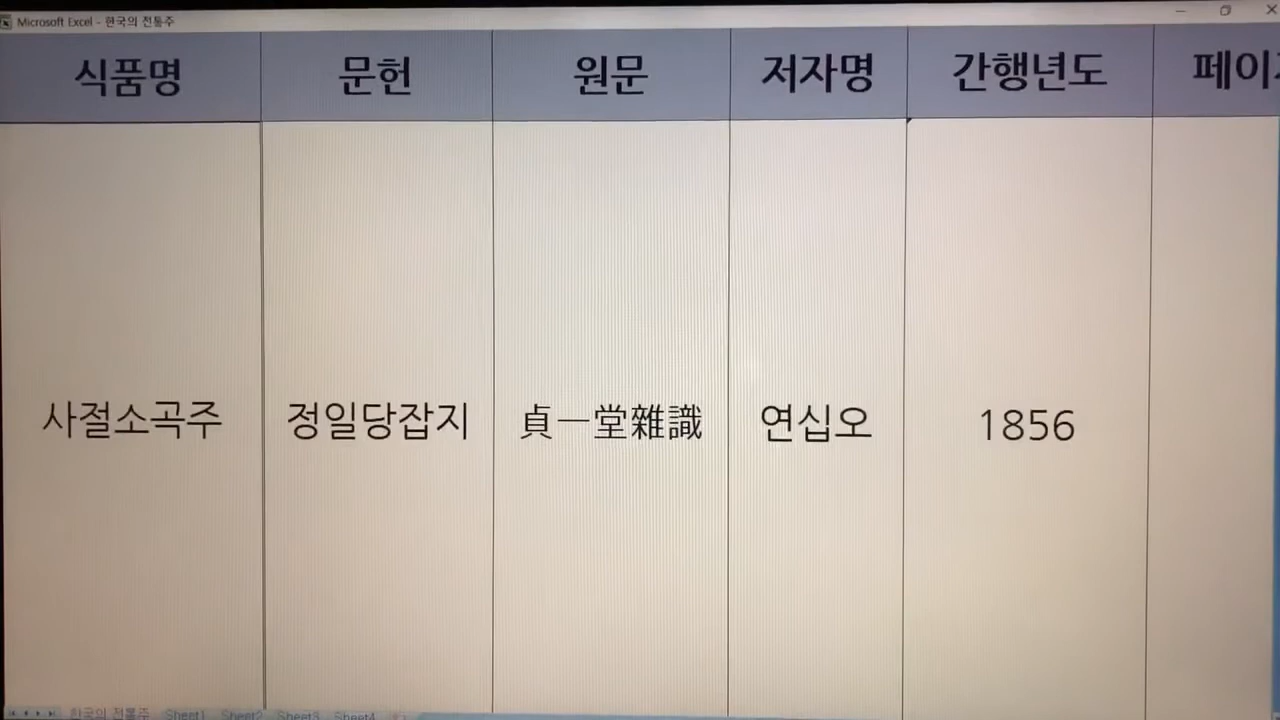 Microsoft Excel - 한국의 전통주
식품명 문헌 원문 저자명 간행년도 페이
사절소곡주 정일당잡지 貞一堂雜識 연십오 1856
한국의 전통주 Sheet1 Sheet2 Sheet3 Sheet4